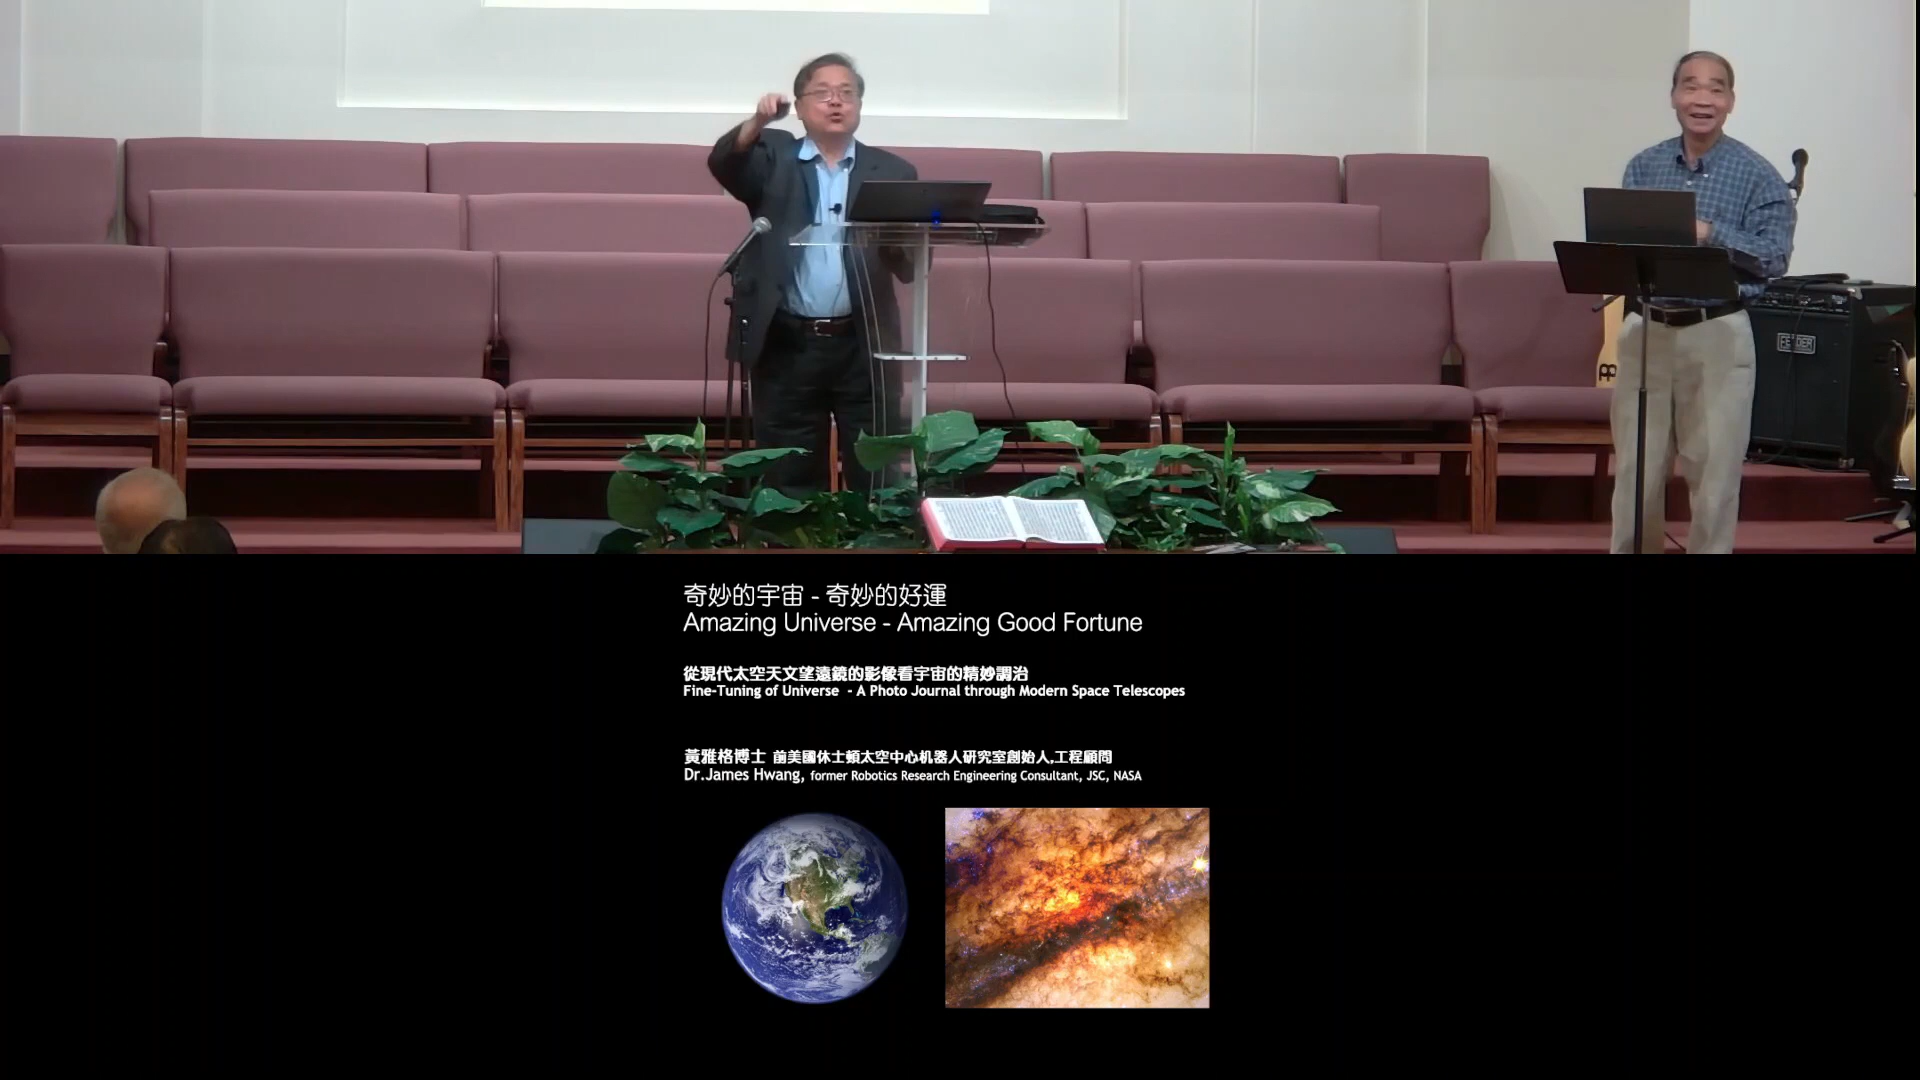 FENDER
奇妙的宇宙 - 奇妙的好運
Amazing Universe - Amazing Good Fortune
從現代太空天文望遠鏡的影像看宇宙的精妙調治
Fine-Tuning of Universe - A Photo Journal through Modern Space Telescopes
黃雅格博士 前美國休士頓太空中心机器人研究室創始人,工程顧問
Dr.James Hwang, former Robotics Research Engineering Consultant, JSC, NASA